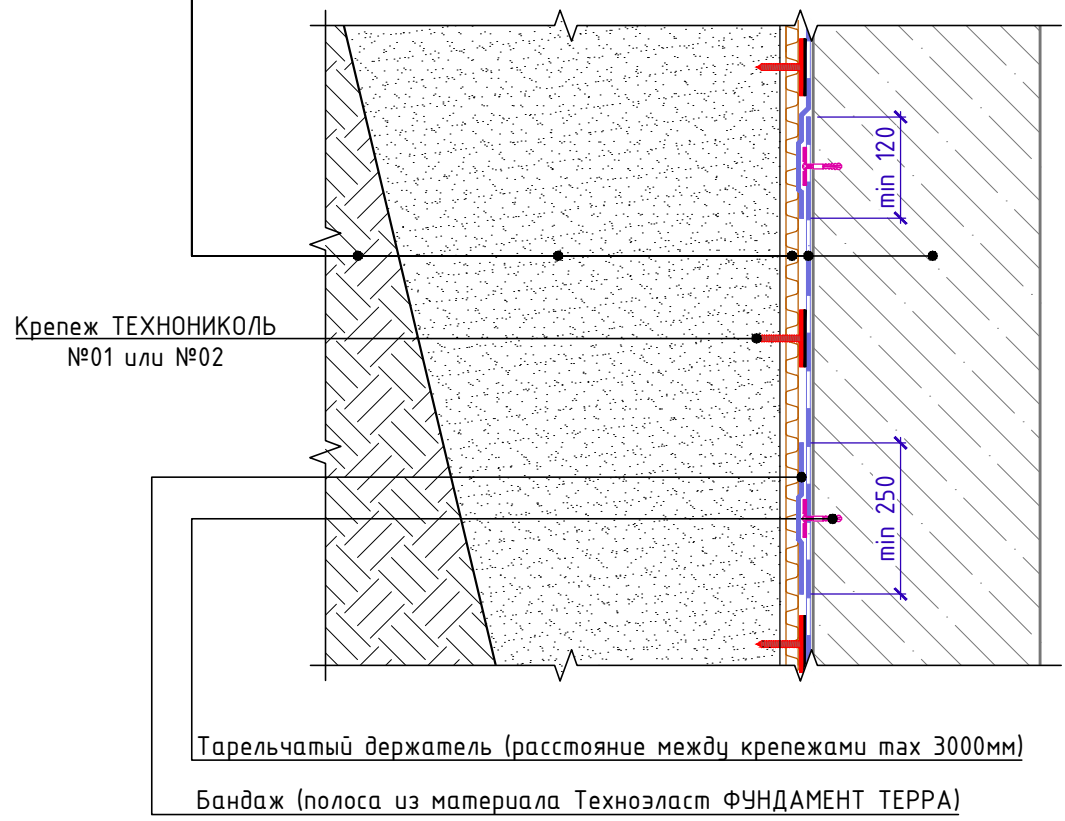 min 120
Крепеж ТЕХНОНИКОЛЬ
№01 или №02
min 250
Тарельчатый держатель (расстояние между крепежами max 3000мм)
Бандаж (полоса из материала Техноэласт ФУНДАМЕНТ ТЕРРА)